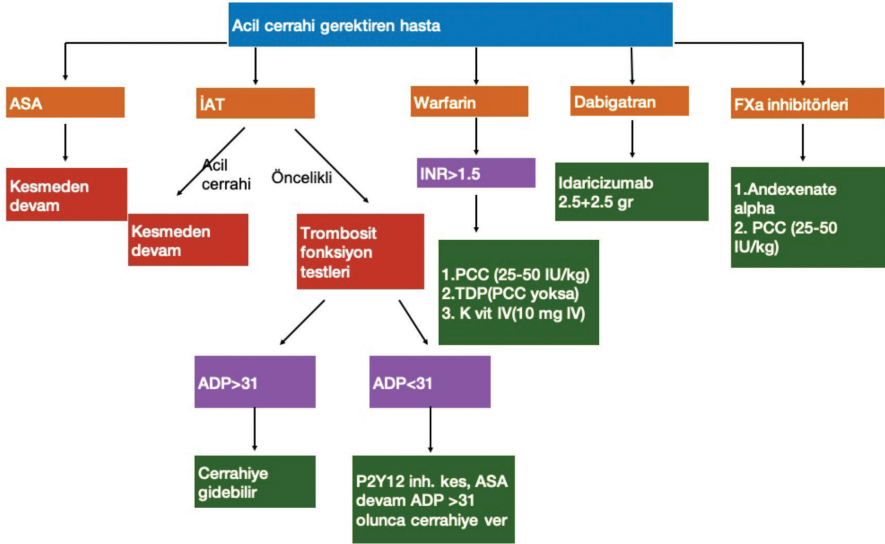 Acil cerrahi gerektiren hasta
ASA
İAT
Warfarin
Dabigatran
FXa inhibitörleri
Kesmeden
devam
Acil
cerrahi
Öncelikli
Kesmeden
devam
Trombosit
fonksiyon
testleri
INR>1.5
Idaricizumab
2.5+2.5 gr
1.Andexenate
alpha
2. PCC (25-50
IU/kg)
1.PCC (25-50 IU/kg)
2.TDP(PCC yoksa)
3. K vit IV(10 mg IV)
ADP>31
ADP<31
Cerrahiye
gidebilir
P2Y12 inh. kes, ASA
devam ADP >31
olunca cerrahiye ver